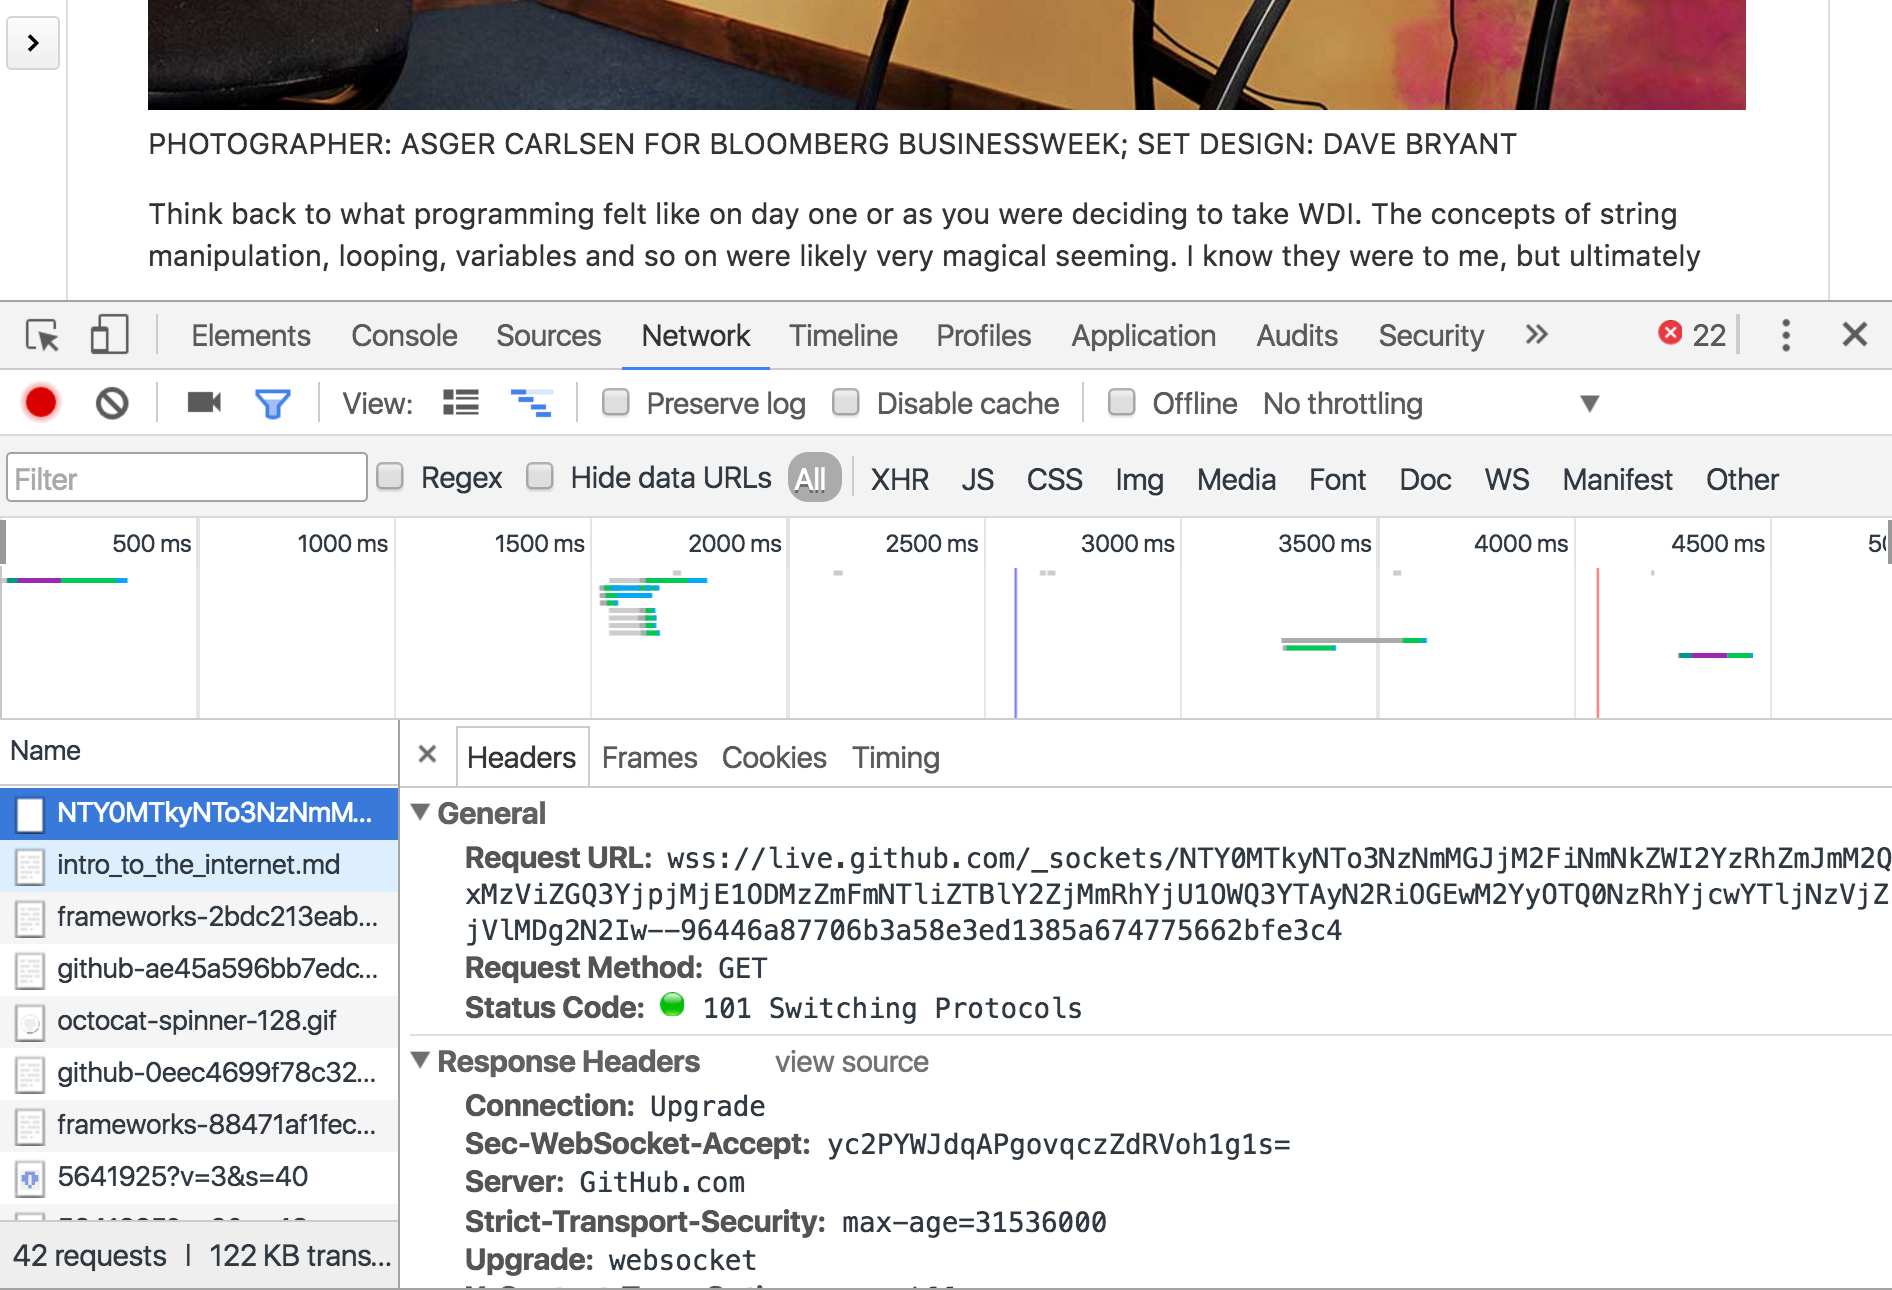 PHOTOGRAPHER: ASGER CARLSEN FOR BLOOMBERG BUSINESSWEEK; SET DESIGN: DAVE BRYANT
Think back to what programming felt like on day one or as you were deciding to take WDI. The concepts of string
manipulation, looping, variables and so on were likely very magical seeming. I know they were to me, but ultimately
Elements Console Sources Network Timeline Profiles Application Audits Security » 22
View: Preserve log Disable cache Offline No throttling
Filter Regex Hide data URLs All XHR JS CSS Img Media Font Doc WS Manifest Other
500 ms 1000 ms 1500 ms 2000 ms 2500 ms 3000 ms 3500 ms 4000 ms 4500 ms
Name
NTY0MTkyNTo3NzNmM...
intro_to_the_internet.md
frameworks-2bdc213eab...
github-ae45a596bb7edc...
octocat-spinner-128.gif
github-0eec4699f78c32...
frameworks-88471af1fec...
5641925?v=3&s=40
42 requests | 122 KB trans...
Headers Frames Cookies Timing
General
Request URL: wss://live.github.com/_sockets/NTY0MTkyNTo3NzNmMGJjM2FiNmNkZWI2YzRhZmJmM2Q
xMzViZGQ3YjpjMjE1ODMzZmFmNTliZTBlY2ZjMmRhYjU1OWQ3YTAyN2RiOGEwM2YyOTQ0NzRhYjcwYTljNzVjZ
jVlMDg2N2Iw--96446a87706b3a58e3ed1385a674775662bfe3c4
Request Method: GET
Status Code: 101 Switching Protocols
Response Headers view source
Connection: Upgrade
Sec-WebSocket-Accept: yc2PYWJdqAPgovqczZdRVoh1g1s=
Server: GitHub.com
Strict-Transport-Security: max-age=31536000
Upgrade: websocket